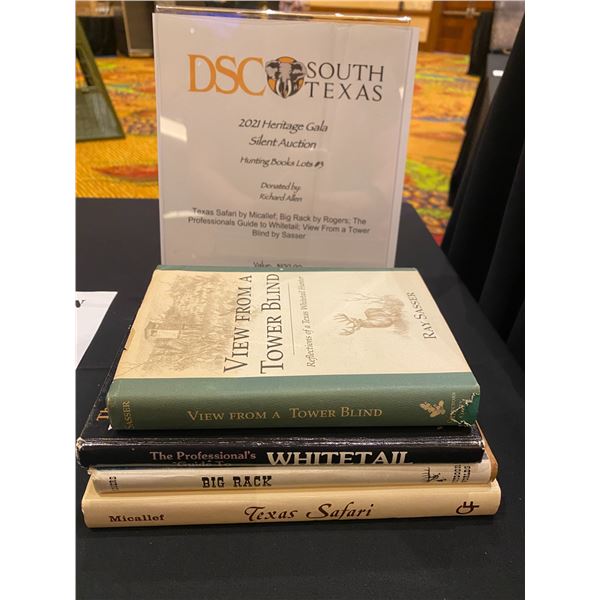 DSC SOUTH TEXAS
2021 Heritage Gala
Silent Auction
Hunting Books Lots #3
Donated by:
Richard Allen
Texas Safari by Micallef; Big Rack by Rogers; The
Professionals Guide to Whitetail; View From a Tower
Blind by Sasser
Value:
VIEW FROM A
TOWER BLIND
Reflections of a Texas Whitetail Hunter
RAY SASSER
SASSER
VIEW FROM A TOWER BLIND
The Professional's
Guide To
WHITETAIL
BIG RACK
Micallef
Texas Safari